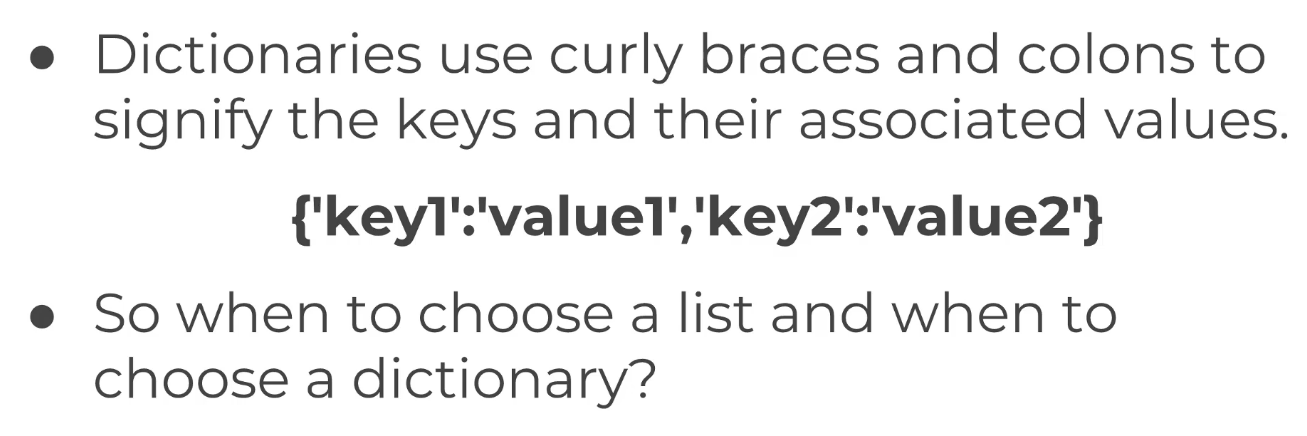 ● Dictionaries use curly braces and colons to
signify the keys and their associated values.
{'key1':'value1','key2':'value2'}
● So when to choose a list and when to
choose a dictionary?